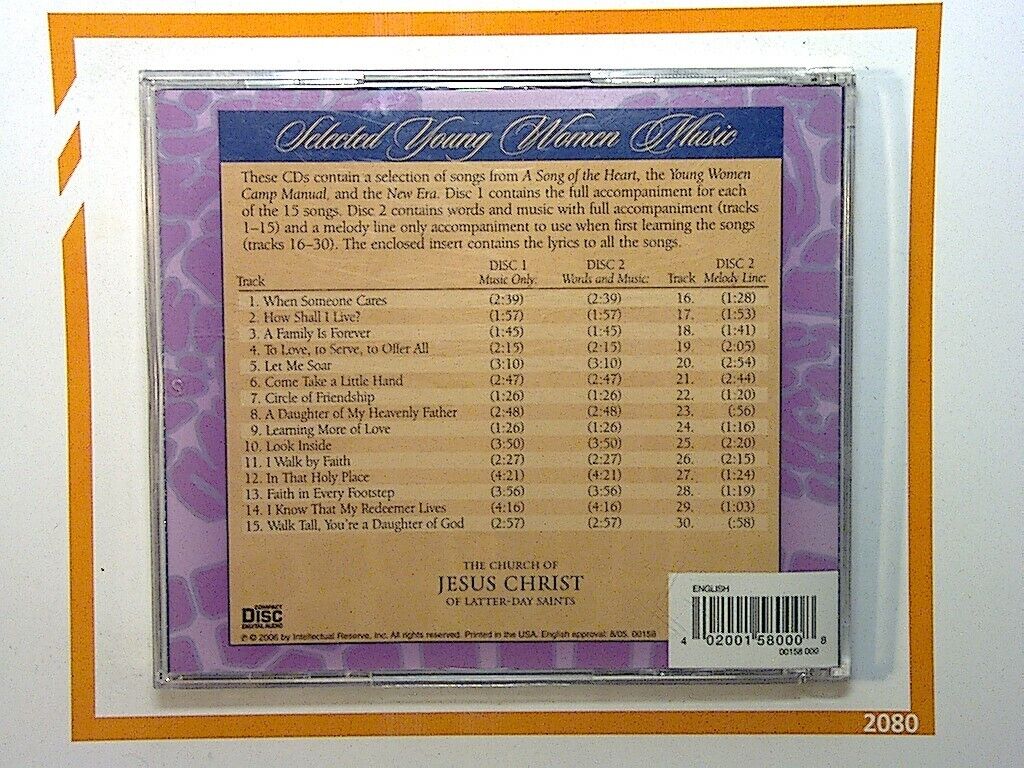 Selected Young Women Music
These CDs contain a selection of songs from A Song of the Heart, the Young Women
Camp Manual, and the New Era. Disc 1 contains the full accompaniment for each
of the 15 songs. Disc 2 contains words and music with full accompaniment (tracks
1–15) and a melody line only accompaniment to use when first learning the songs
(tracks 16–30). The enclosed insert contains the lyrics to all the songs.
DISC 1 DISC 2 DISC 2
Track Music Only: Words and Music: Track Melody Line:
1. When Someone Cares (2:39) (2:39) 16. (1:28)
2. How Shall I Live? (1:57) (1:57) 17. (1:53)
3. A Family Is Forever (1:45) (1:45) 18. (1:41)
4. To Love, to Serve, to Offer All (2:15) (2:15) 19. (2:05)
5. Let Me Soar (3:10) (3:10) 20. (2:54)
6. Come Take a Little Hand (2:47) (2:47) 21. (2:44)
7. Circle of Friendship (1:26) (1:26) 22. (1:20)
8. A Daughter of My Heavenly Father (2:48) (2:48) 23. (:56)
9. Learning More of Love (1:26) (1:26) 24. (1:16)
10. Look Inside (3:50) (3:50) 25. (2:20)
11. I Walk by Faith (2:27) (2:27) 26. (2:15)
12. In That Holy Place (4:21) (4:21) 27. (1:24)
13. Faith in Every Footstep (3:56) (3:56) 28. (1:19)
14. I Know That My Redeemer Lives (4:16) (4:16) 29. (1:03)
15. Walk Tall, You're a Daughter of God (2:57) (2:57) 30. (:58)
THE CHURCH OF
JESUS CHRIST
OF LATTER-DAY SAINTS
COMPACT
DISC
DIGITAL AUDIO
℗ © 2006 by Intellectual Reserve, Inc. All rights reserved. Printed in the USA. English approval: 8/05. 00158
ENGLISH
4 02001 58000 8
00158 000
2080